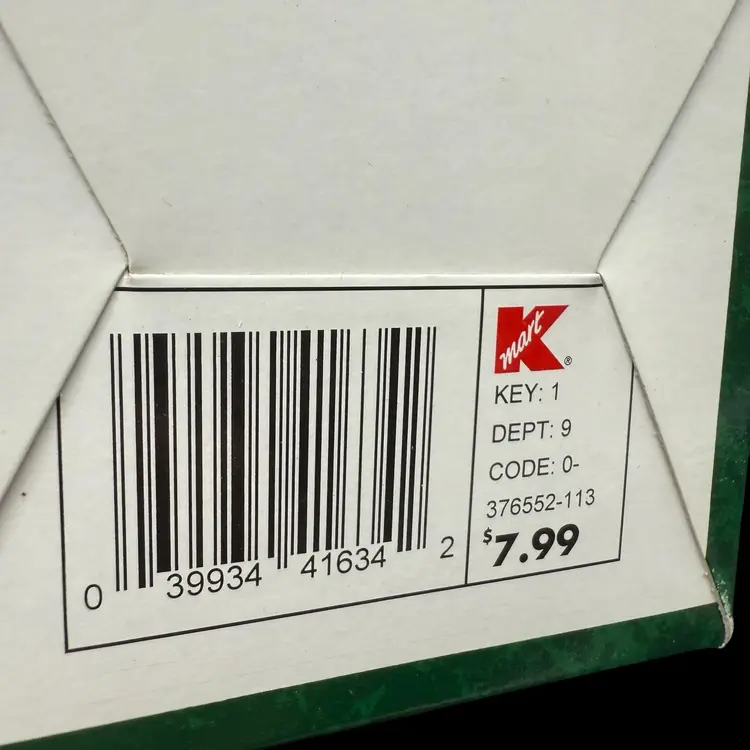 0 39934 41634 2
K
mart ®
KEY: 1
DEPT: 9
CODE: 0-
376552-113
$7.99